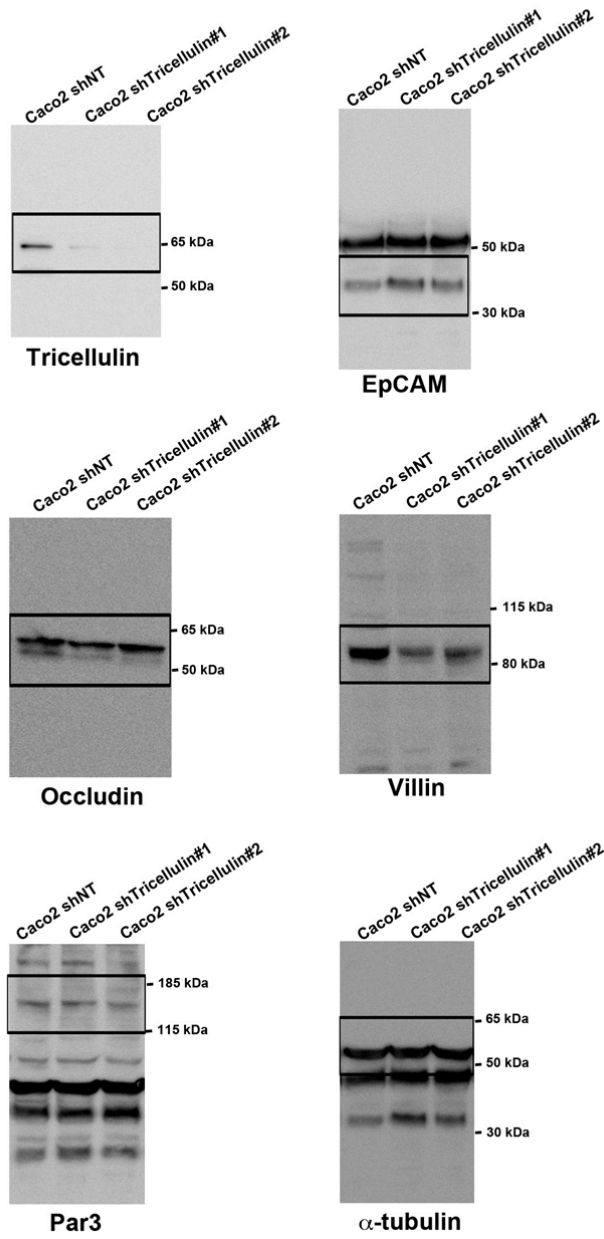 Caco2 shNT
Caco2 shTricellulin#1
Caco2 shTricellulin#2
65 kDa
50 kDa
Tricellulin
Caco2 shNT
Caco2 shTricellulin#1
Caco2 shTricellulin#2
50 kDa
30 kDa
EpCAM
Caco2 shNT
Caco2 shTricellulin#1
Caco2 shTricellulin#2
65 kDa
50 kDa
Occludin
Caco2 shNT
Caco2 shTricellulin#1
Caco2 shTricellulin#2
115 kDa
80 kDa
Villin
Caco2 shNT
Caco2 shTricellulin#1
Caco2 shTricellulin#2
185 kDa
115 kDa
Par3
Caco2 shNT
Caco2 shTricellulin#1
Caco2 shTricellulin#2
65 kDa
50 kDa
30 kDa
α-tubulin